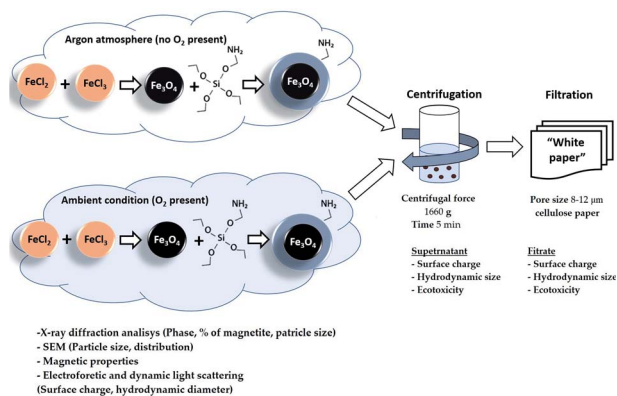 Argon atmosphere (no O2 present)
FeCl2 + FeCl3
Fe3O4 +
NH2
O
O Si O
O
Fe3O4
NH2
Ambient condition (O2 present)
FeCl2 + FeCl3
Fe3O4 +
NH2
O
O Si O
O
Fe3O4
NH2
Centrifugation
Centrifugal force
1660 g
Time 5 min
Supetrnatant
- Surface charge
- Hydrodynamic size
- Ecotoxicity
Filtration
"White
paper"
Pore size 8-12 µm
cellulose paper
Fitrate
- Surface charge
- Hydrodynamic size
- Ecotoxicity
-X-ray diffraction analisys (Phase, % of magnetite, patricle size)
- SEM (Particle size, distribution)
- Magnetic properties
- Electroforetic and dynamic light scattering
(Surface charge, hydrodynamic diameter)